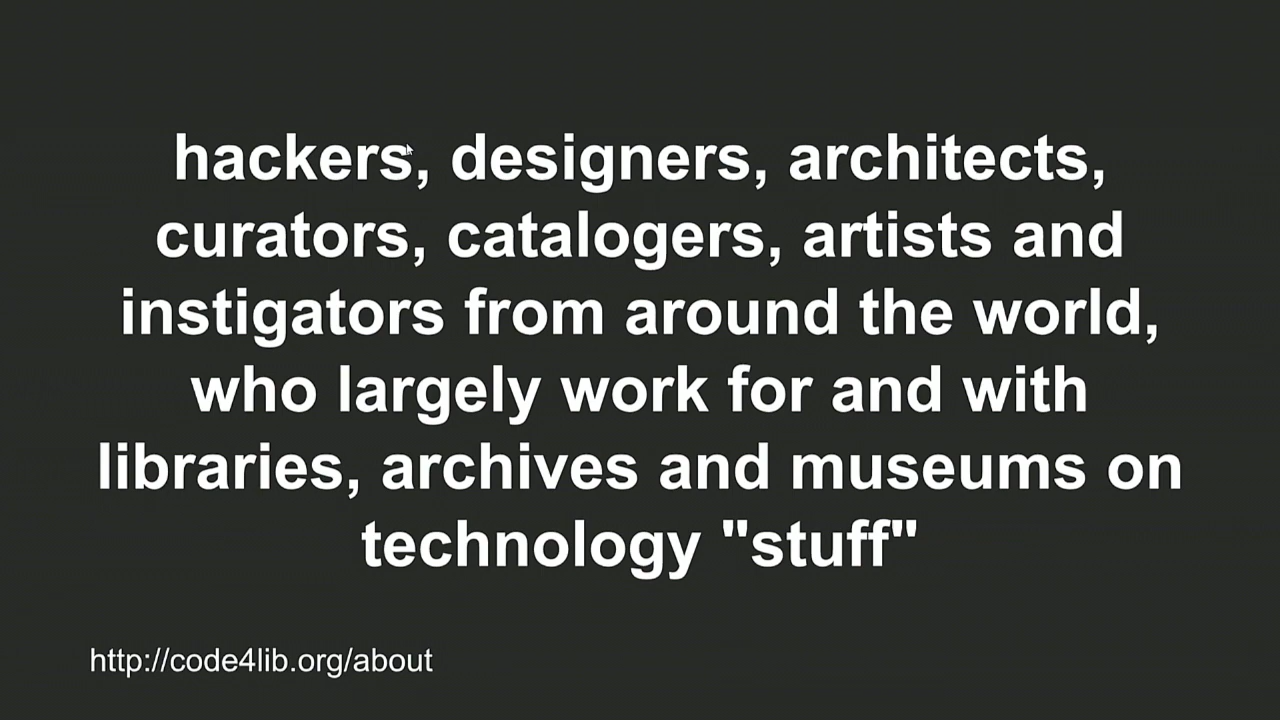 hackers, designers, architects,
curators, catalogers, artists and
instigators from around the world,
who largely work for and with
libraries, archives and museums on
technology "stuff"
http://code4lib.org/about